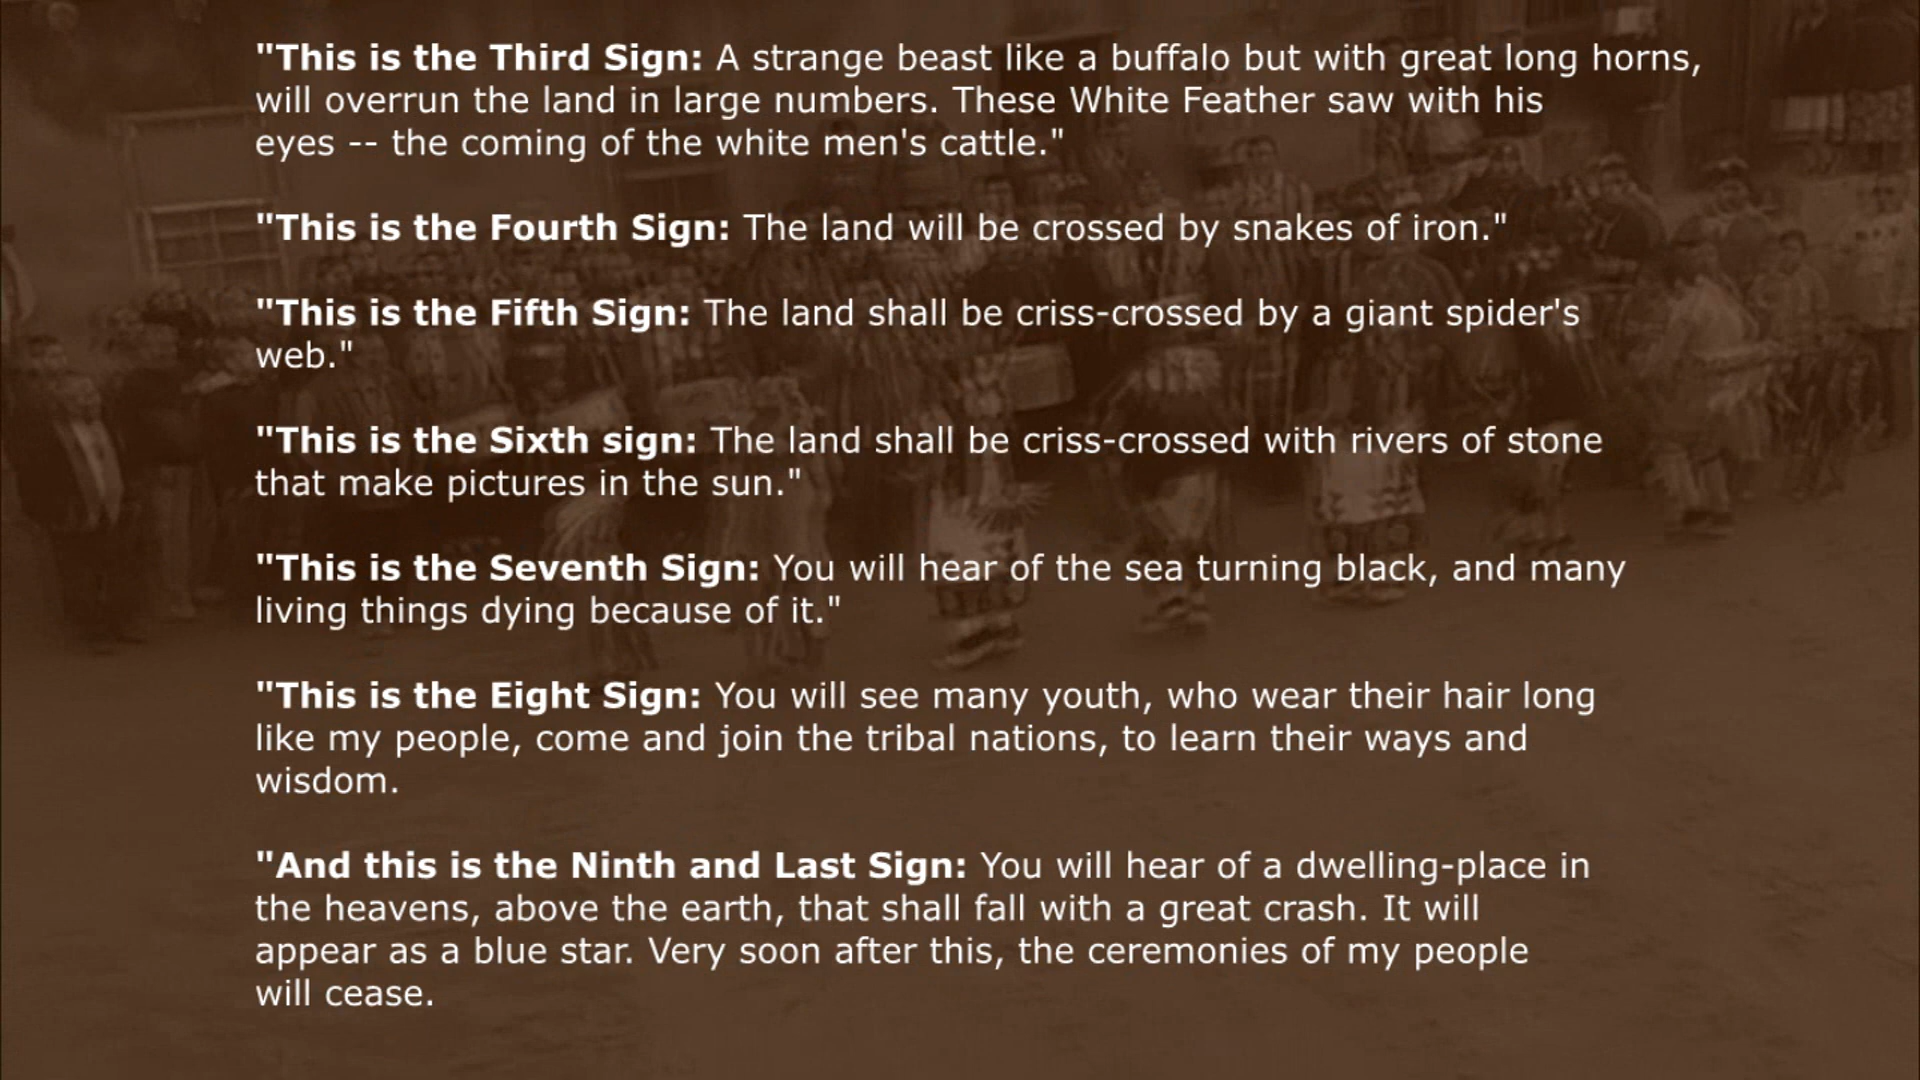 "This is the Third Sign: A strange beast like a buffalo but with great long horns,
will overrun the land in large numbers. These White Feather saw with his
eyes -- the coming of the white men's cattle."
"This is the Fourth Sign: The land will be crossed by snakes of iron."
"This is the Fifth Sign: The land shall be criss-crossed by a giant spider's
web."
"This is the Sixth sign: The land shall be criss-crossed with rivers of stone
that make pictures in the sun."
"This is the Seventh Sign: You will hear of the sea turning black, and many
living things dying because of it."
"This is the Eight Sign: You will see many youth, who wear their hair long
like my people, come and join the tribal nations, to learn their ways and
wisdom.
"And this is the Ninth and Last Sign: You will hear of a dwelling-place in
the heavens, above the earth, that shall fall with a great crash. It will
appear as a blue star. Very soon after this, the ceremonies of my people
will cease.